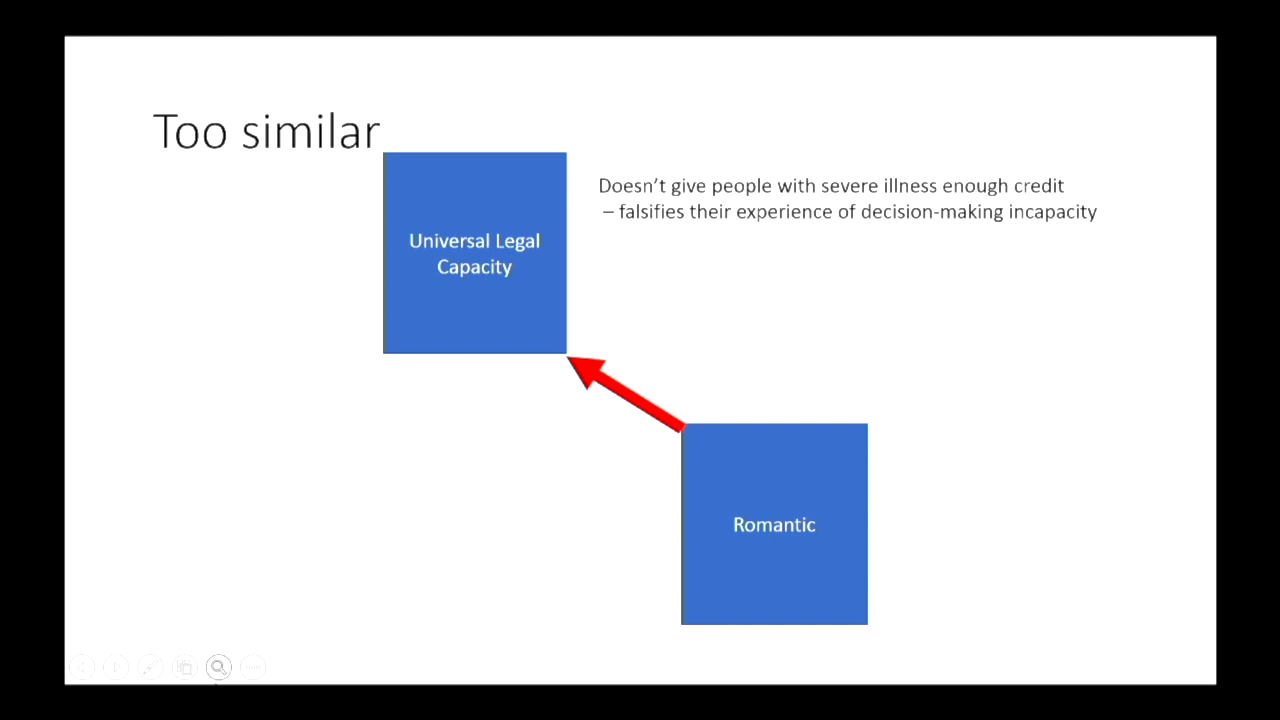 Too similar
Universal Legal
Capacity
Doesn't give people with severe illness enough credit
– falsifies their experience of decision-making incapacity
Romantic